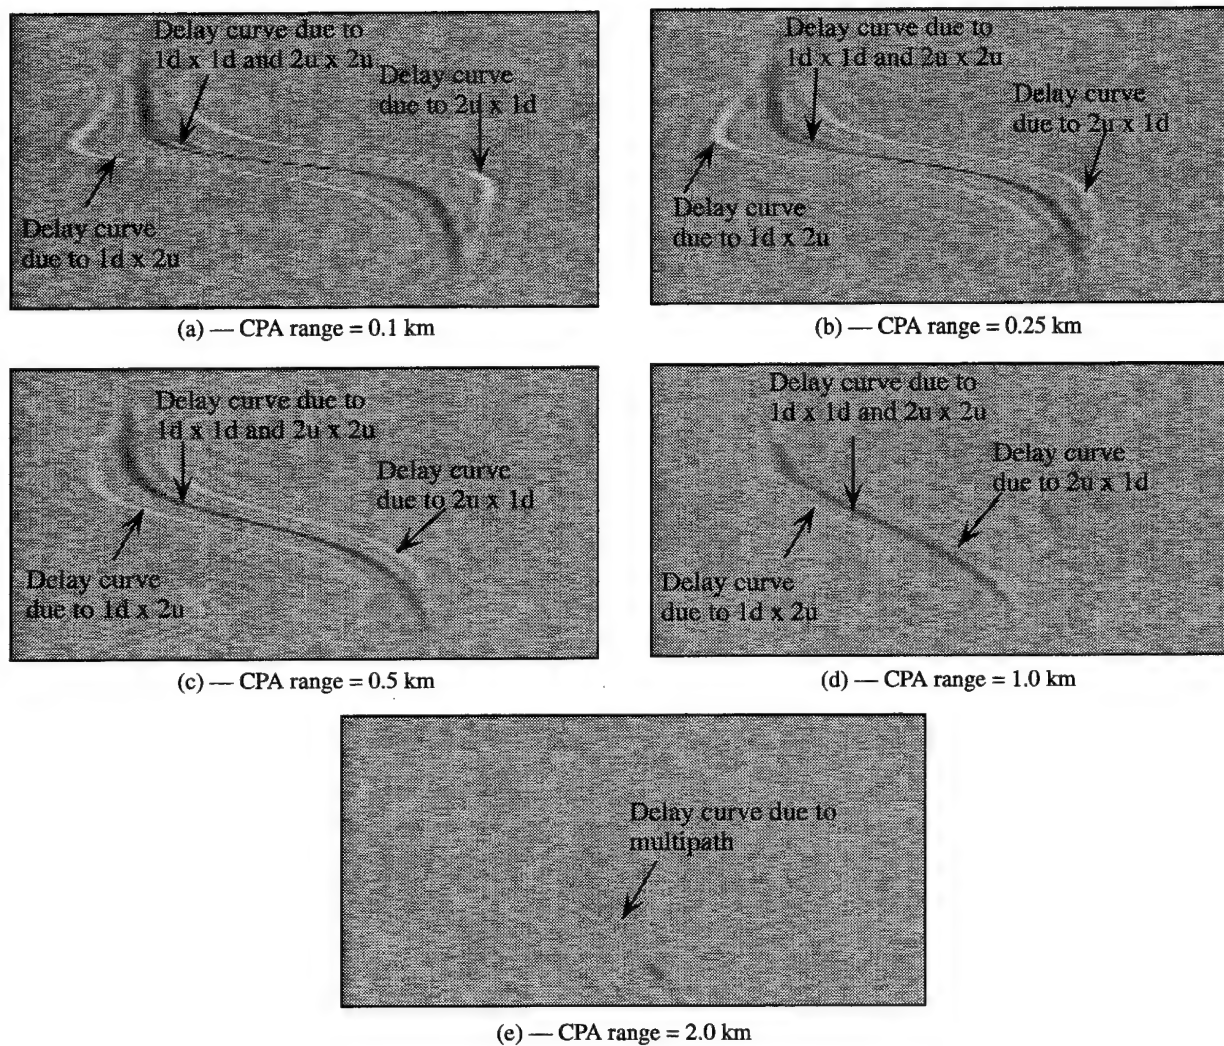 Delay curve due to
1d x 1d and 2u x 2u
Delay curve
due to 2u x 1d
Delay curve
due to 1d x 2u
(a) — CPA range = 0.1 km
Delay curve due to
1d x 1d and 2u x 2u
Delay curve
due to 2u x 1d
Delay curve
due to 1d x 2u
(b) — CPA range = 0.25 km
Delay curve due to
1d x 1d and 2u x 2u
Delay curve
due to 2u x 1d
Delay curve
due to 1d x 2u
(c) — CPA range = 0.5 km
Delay curve due to
1d x 1d and 2u x 2u
Delay curve
due to 2u x 1d
Delay curve
due to 1d x 2u
(d) — CPA range = 1.0 km
Delay curve due to
multipath
(e) — CPA range = 2.0 km